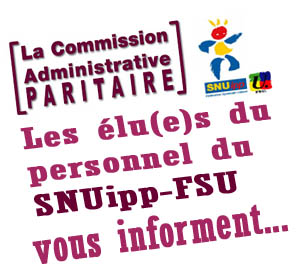 La Commission
Administrative
PARITAIRE
SNUipp
Les élu(e)s du
personnel du
SNUipp-FSU
vous informent...